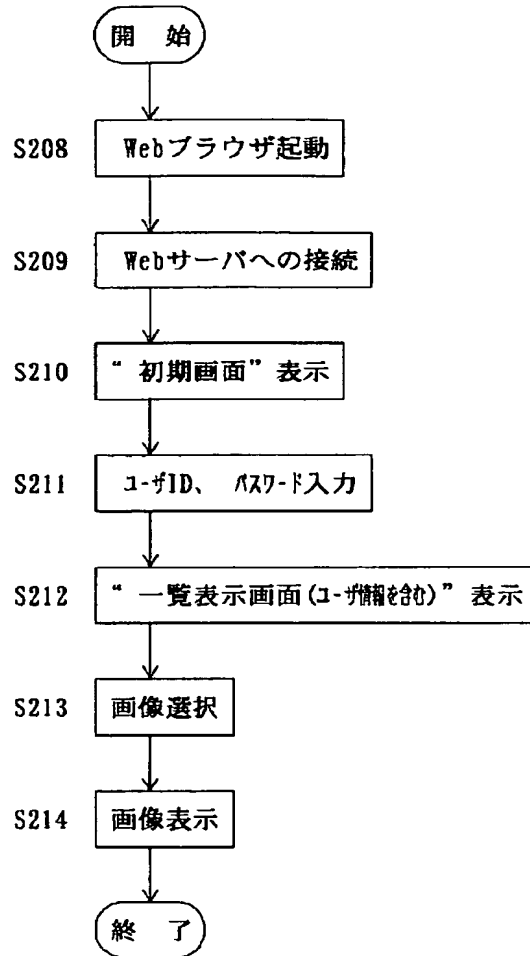 開 始
S208 Webブラウザ起動
S209 Webサーバへの接続
S210 “初期画面”表示
S211 ユーザID、パスワード入力
S212 “一覧表示画面(ユーザ情報を含む)”表示
S213 画像選択
S214 画像表示
終 了